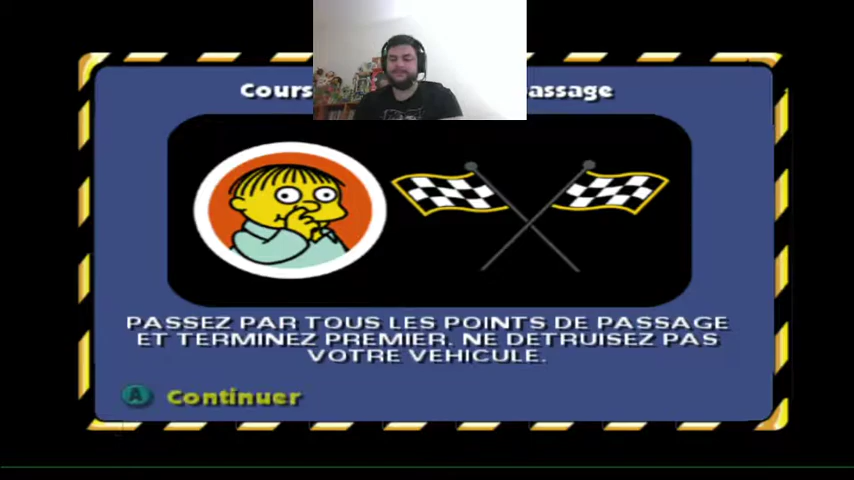 Cours assage
PASSEZ PAR TOUS LES POINTS DE PASSAGE
ET TERMINEZ PREMIER. NE DETRUISEZ PAS
VOTRE VEHICULE.
A Continuer